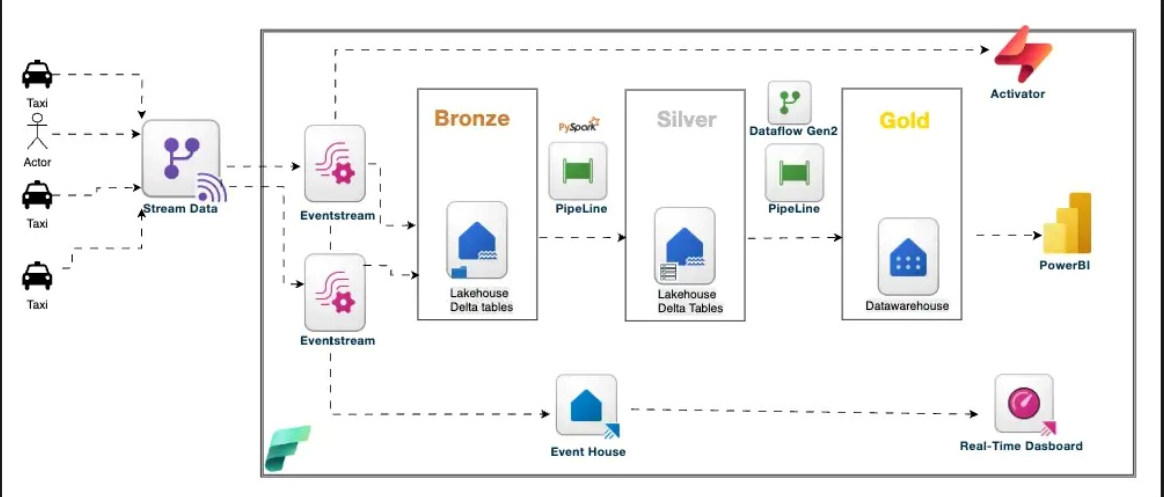 Taxi
Actor
Taxi
Taxi
Stream Data
Eventstream
Eventstream
Bronze
Lakehouse
Delta tables
PySpark
PipeLine
Silver
Lakehouse
Delta Tables
Dataflow Gen2
PipeLine
Gold
Datawarehouse
Activator
PowerBI
Event House
Real-Time Dasboard